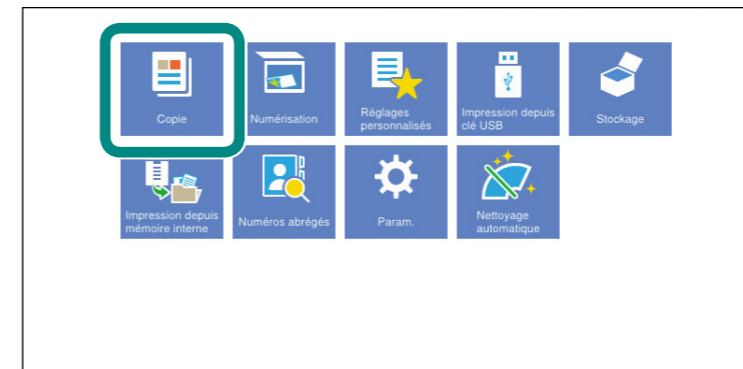 Copie
Numérisation
Réglages
personnalisés
Impression depuis
clé USB
Stockage
Impression depuis
mémoire interne
Numéros abrégés
Param.
Nettoyage
automatique